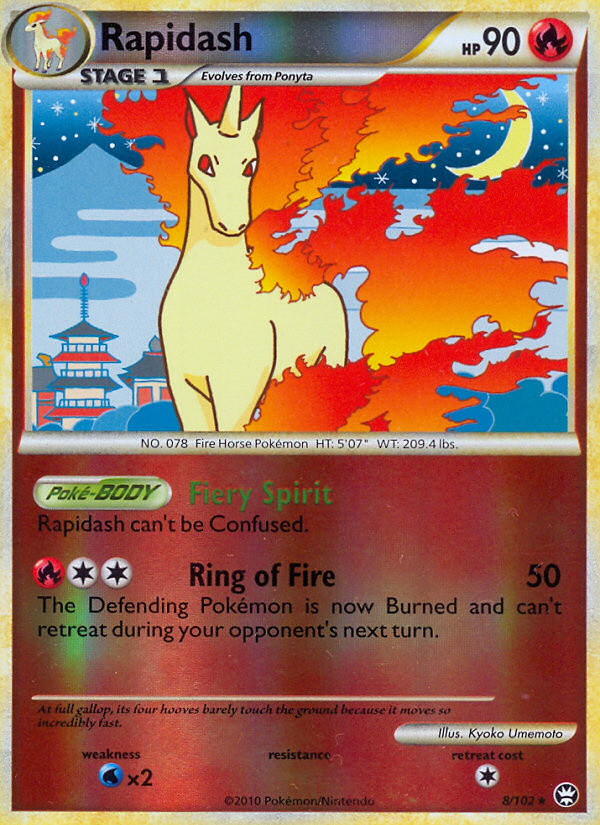 Rapidash
HP 90
STAGE 1
Evolves from Ponyta
NO. 078 Fire Horse Pokémon HT: 5'07" WT: 209.4 lbs.
Poké-BODY Fiery Spirit
Rapidash can't be Confused.
Ring of Fire 50
The Defending Pokémon is now Burned and can't
retreat during your opponent's next turn.
At full gallop, its four hooves barely touch the ground because it moves so
incredibly fast.
Illus. Kyoko Umemoto
weakness resistance retreat cost
×2
©2010 Pokémon/Nintendo 8/102 ★